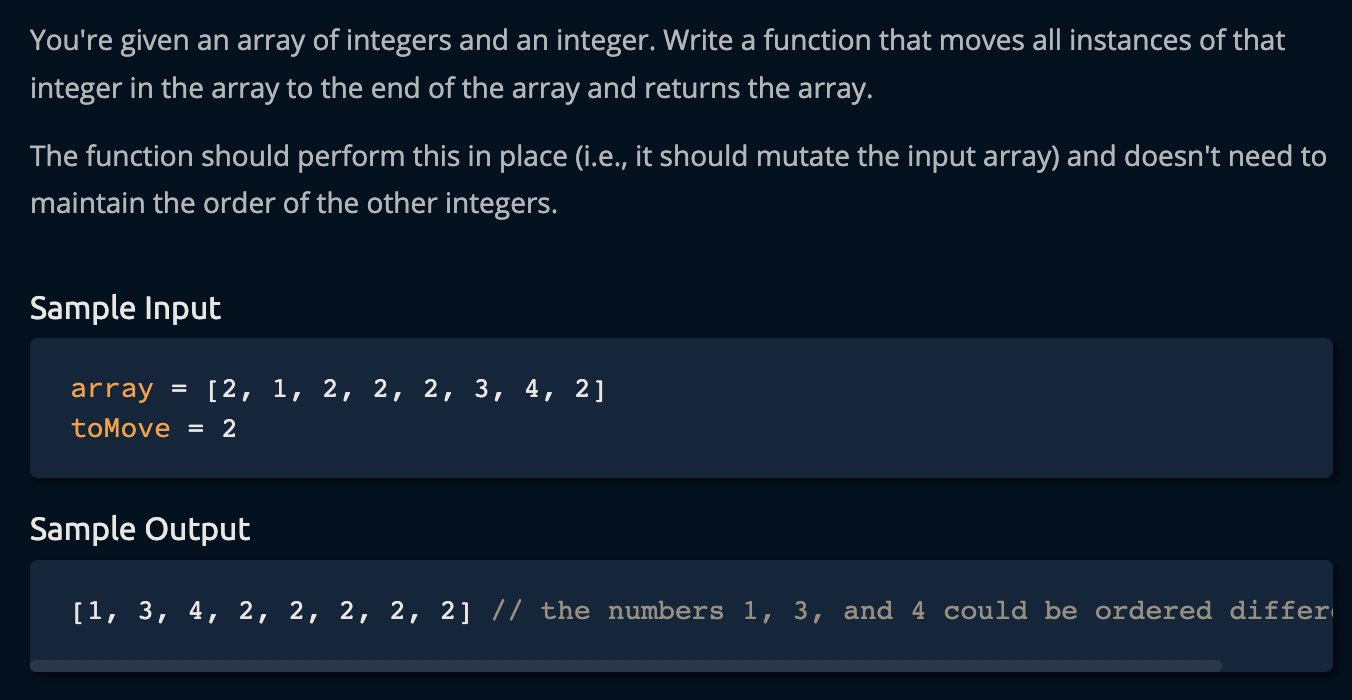 You're given an array of integers and an integer. Write a function that moves all instances of that
integer in the array to the end of the array and returns the array.
The function should perform this in place (i.e., it should mutate the input array) and doesn't need to
maintain the order of the other integers.
Sample Input
array = [2, 1, 2, 2, 2, 3, 4, 2]
toMove = 2
Sample Output
[1, 3, 4, 2, 2, 2, 2, 2] // the numbers 1, 3, and 4 could be ordered